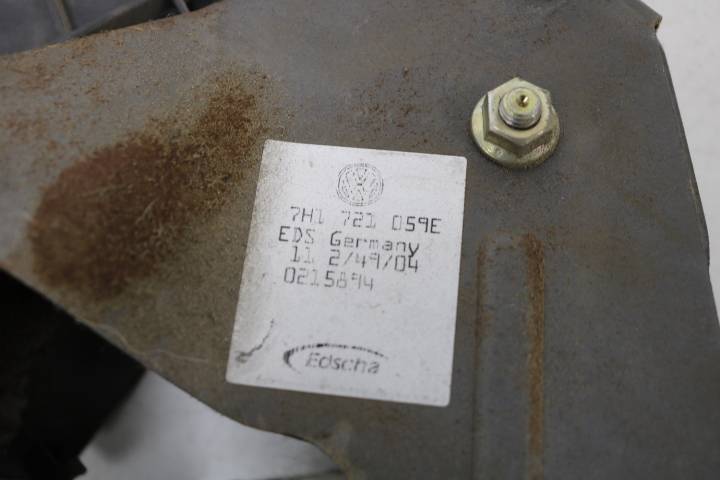 7H1 721 059E
EDS Germany
11 2/49/04
0215894
Edscha